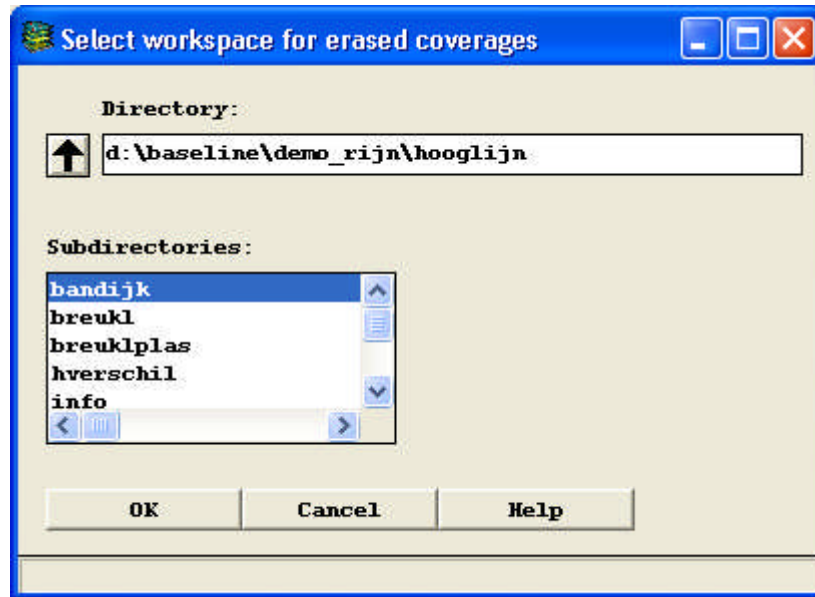 Select workspace for erased coverages
Directory:
d:\baseline\demo_rijn\hooglijn
Subdirectories:
bandijk
breukl
breuklplas
hverschil
info
OK Cancel Help